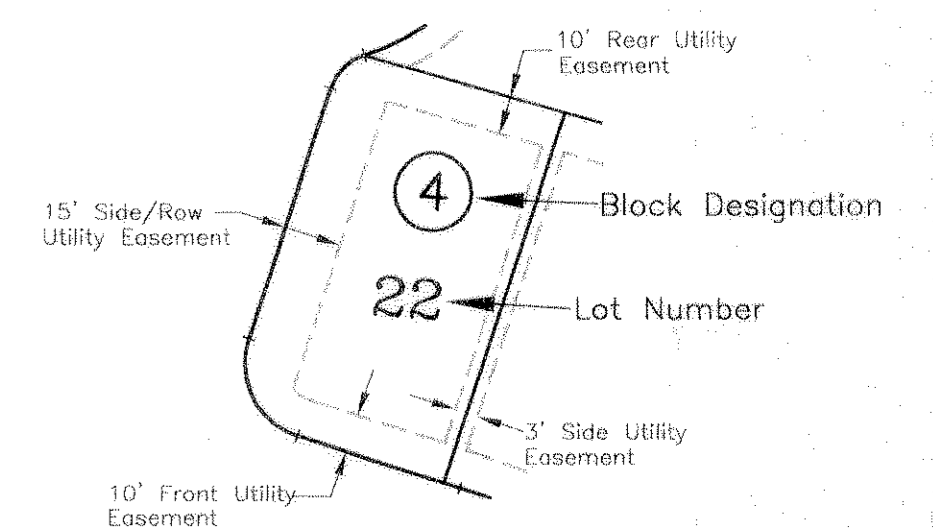 10' Rear Utility
Easement
4
Block Designation
15' Side/Row
Utility Easement
22
Lot Number
3' Side Utility
Easement
10' Front Utility
Easement